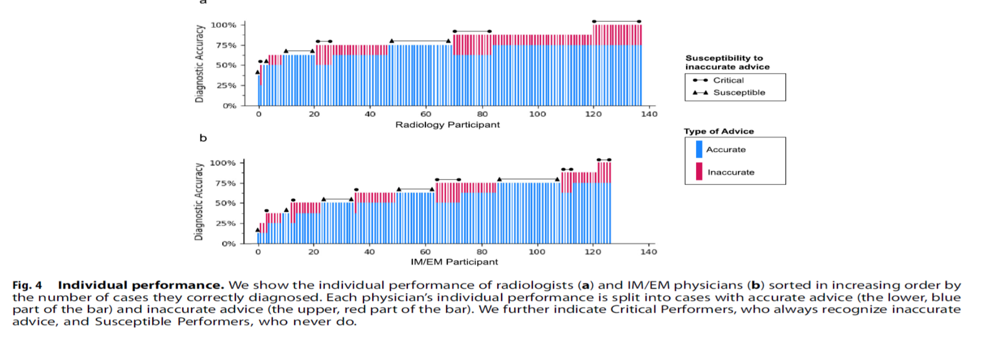 a
100%
75%
50%
25%
0%
Diagnostic Accuracy
0 20 40 60 80 100 120 140
Radiology Participant
Susceptibility to
inaccurate advice
Critical
Susceptible
Type of Advice
Accurate
Inaccurate
b
100%
75%
50%
25%
0%
Diagnostic Accuracy
0 20 40 60 80 100 120 140
IM/EM Participant
Fig. 4 Individual performance. We show the individual performance of radiologists (a) and IM/EM physicians (b) sorted in increasing order by
the number of cases they correctly diagnosed. Each physician's individual performance is split into cases with accurate advice (the lower, blue
part of the bar) and inaccurate advice (the upper, red part of the bar). We further indicate Critical Performers, who always recognize inaccurate
advice, and Susceptible Performers, who never do.